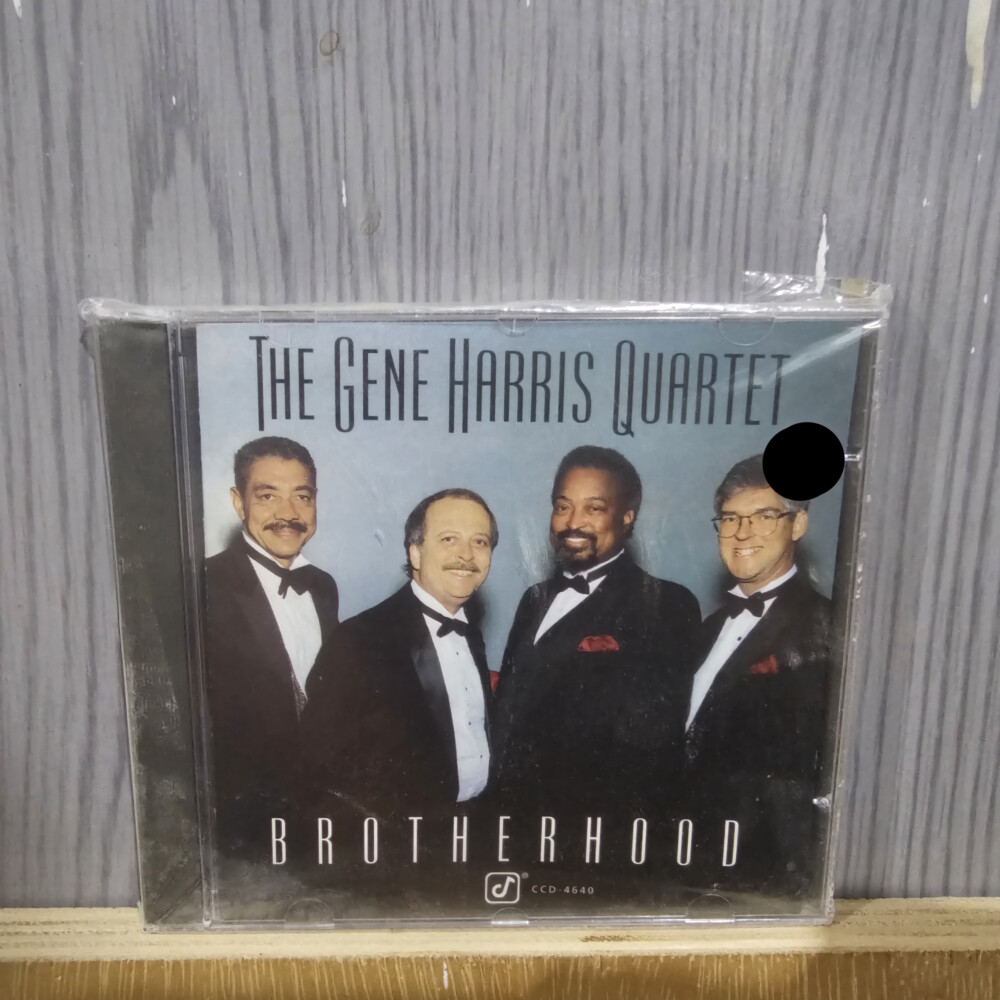 THE GENE HARRIS QUARTET
BROTHERHOOD
® CCD-4640